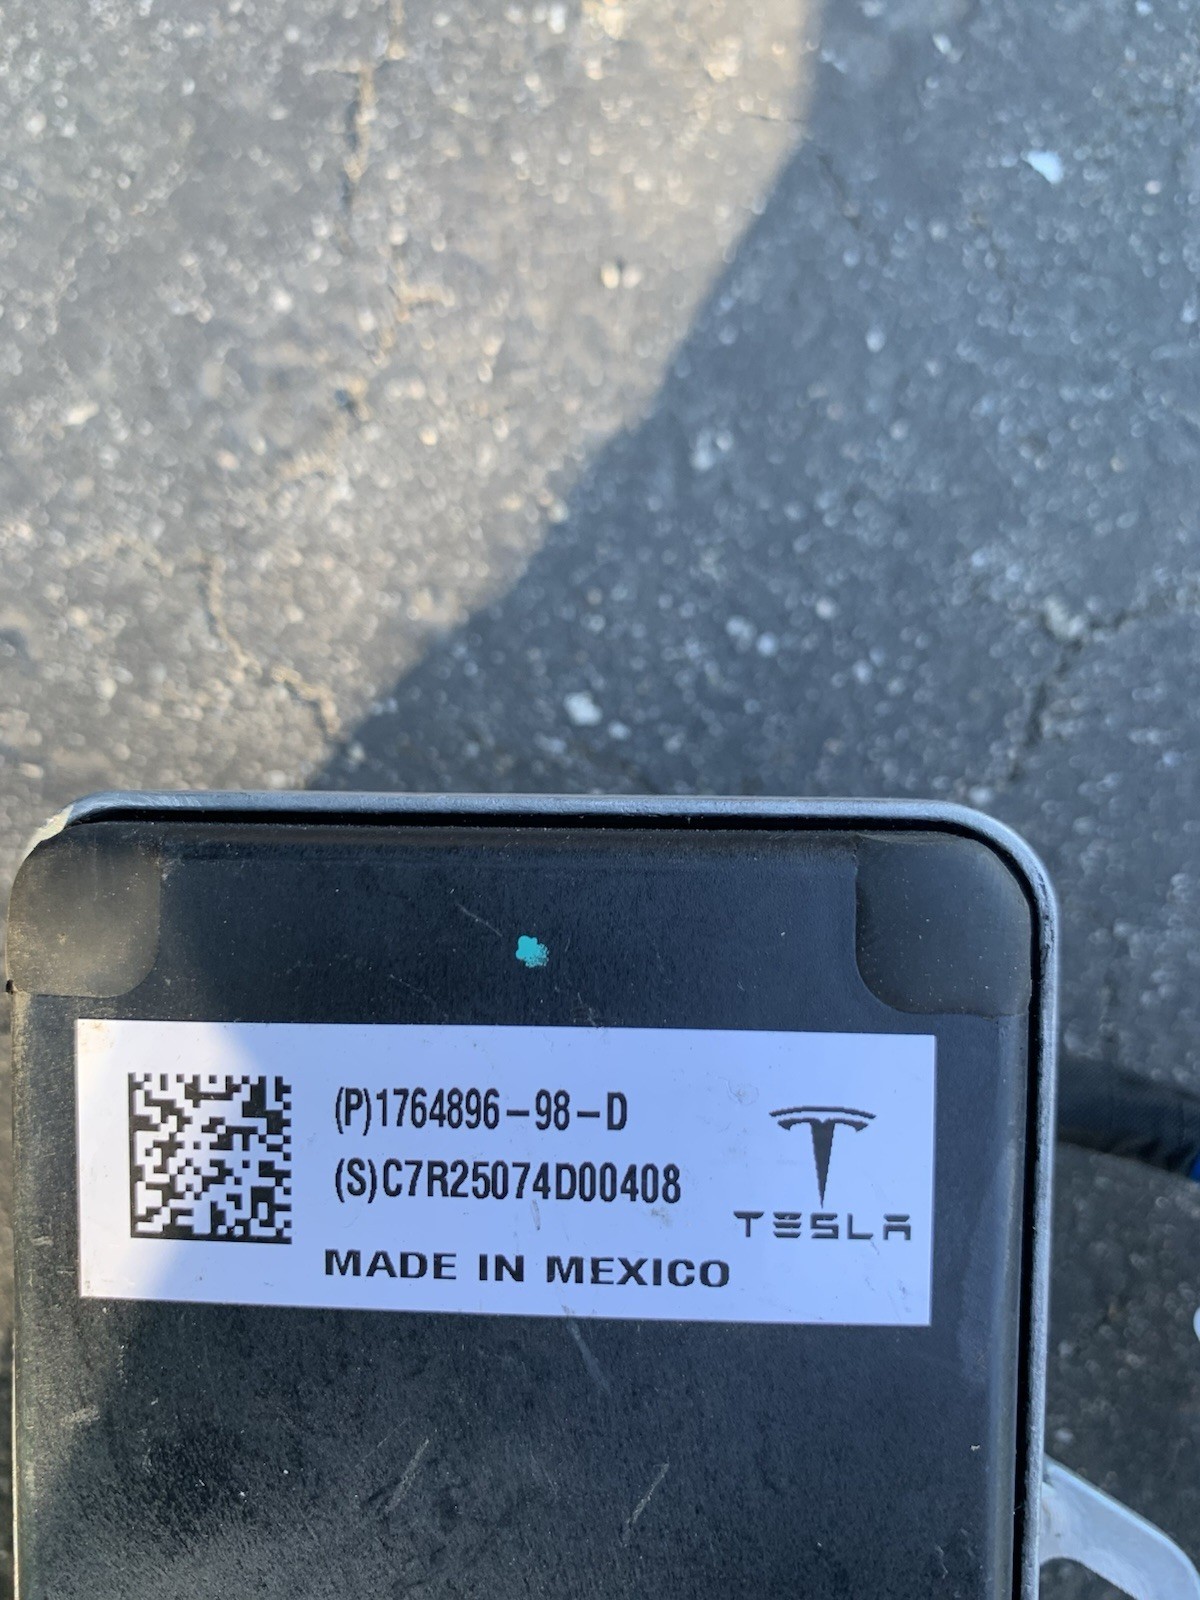 (P)1764896-98-D
(S)C7R25074D00408
MADE IN MEXICO
TESLA